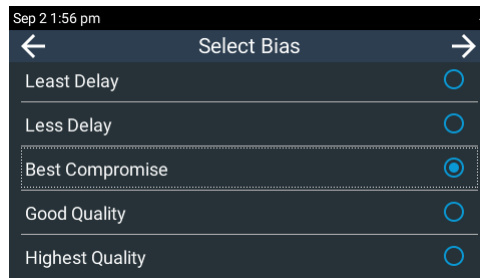 Sep 2 1:56 pm
Select Bias
Least Delay
Less Delay
Best Compromise
Good Quality
Highest Quality